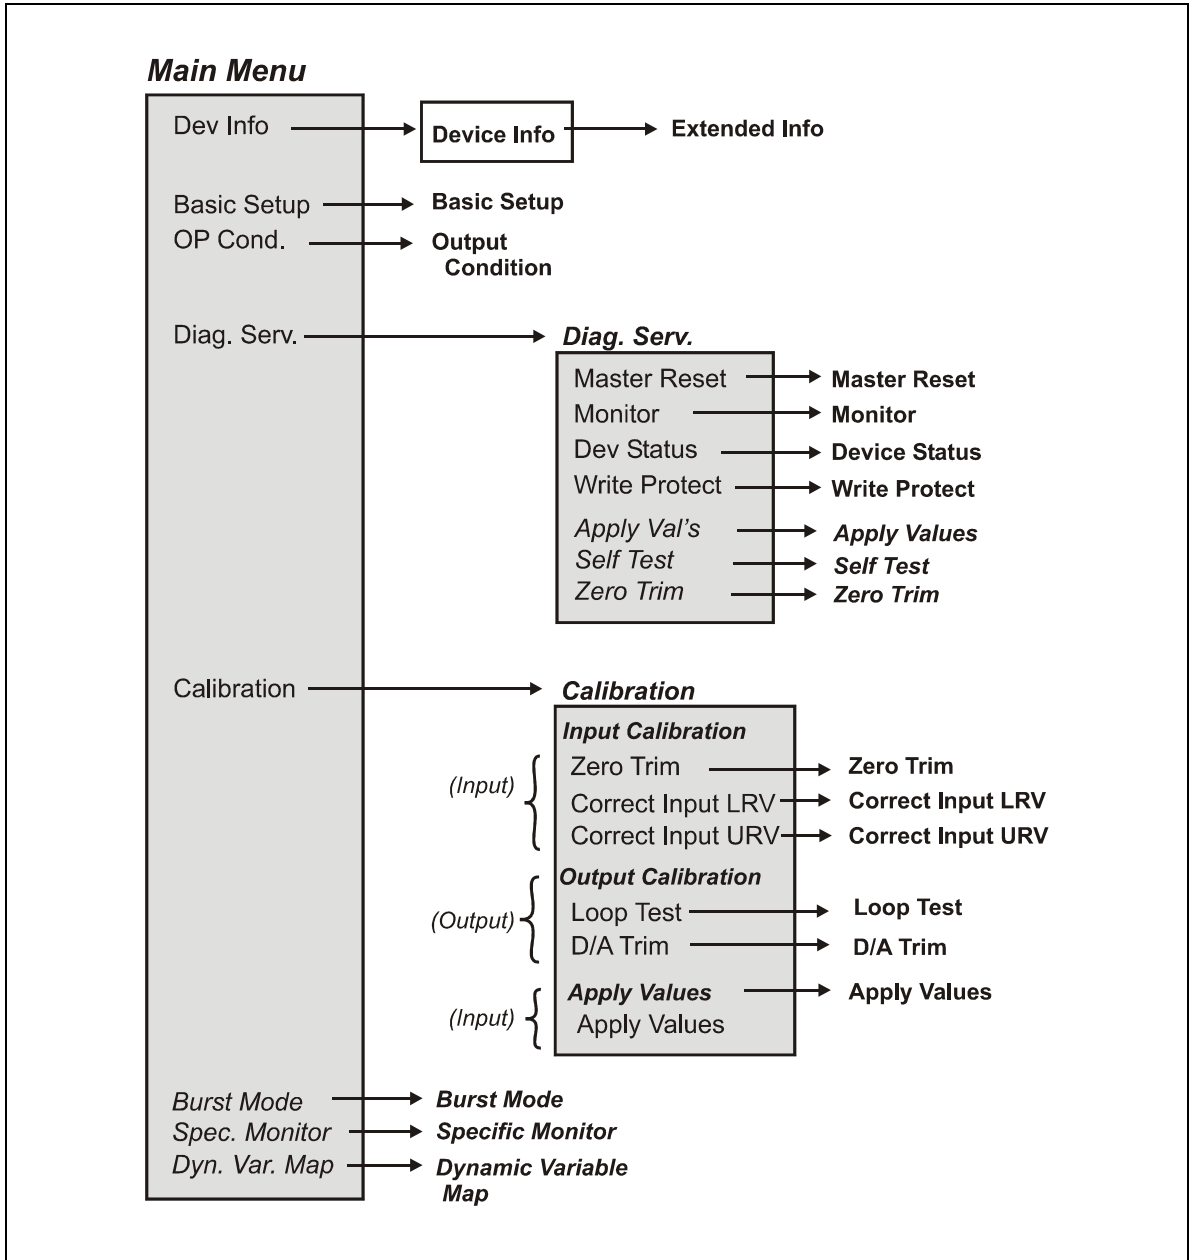 Main Menu
Dev Info
Device Info
Extended Info
Basic Setup
Basic Setup
OP Cond.
Output
Condition
Diag. Serv.
Diag. Serv.
Master Reset
Master Reset
Monitor
Monitor
Dev Status
Device Status
Write Protect
Write Protect
Apply Val's
Apply Values
Self Test
Self Test
Zero Trim
Zero Trim
Calibration
Calibration
Input Calibration
(Input)
Zero Trim
Zero Trim
Correct Input LRV
Correct Input LRV
Correct Input URV
Correct Input URV
Output Calibration
(Output)
Loop Test
Loop Test
D/A Trim
D/A Trim
(Input)
Apply Values
Apply Values
Apply Values
Burst Mode
Burst Mode
Spec. Monitor
Specific Monitor
Dyn. Var. Map
Dynamic Variable
Map